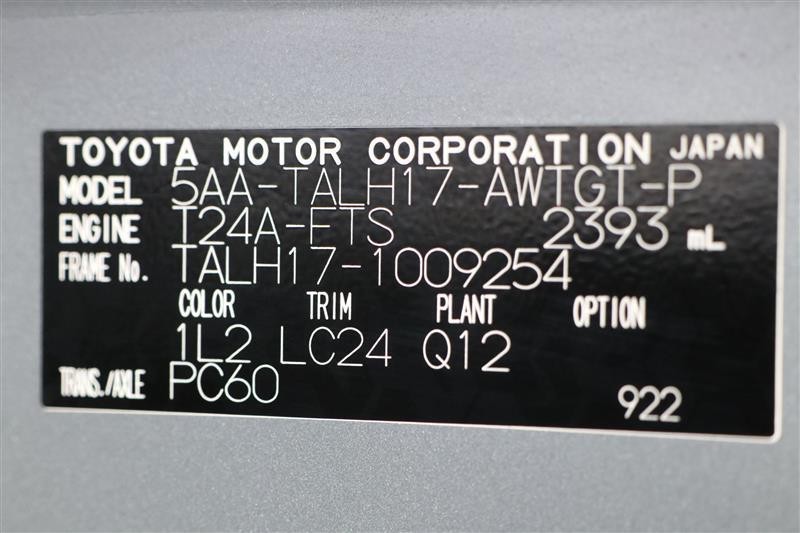 TOYOTA MOTOR CORPORATION JAPAN
MODEL 5AA-TALH17-AWTGT-P
ENGINE T24A-FTS 2393 mL
FRAME No. TALH17-1009254
COLOR TRIM PLANT OPTION
1L2 LC24 Q12
TRANS./AXLE PC60
922